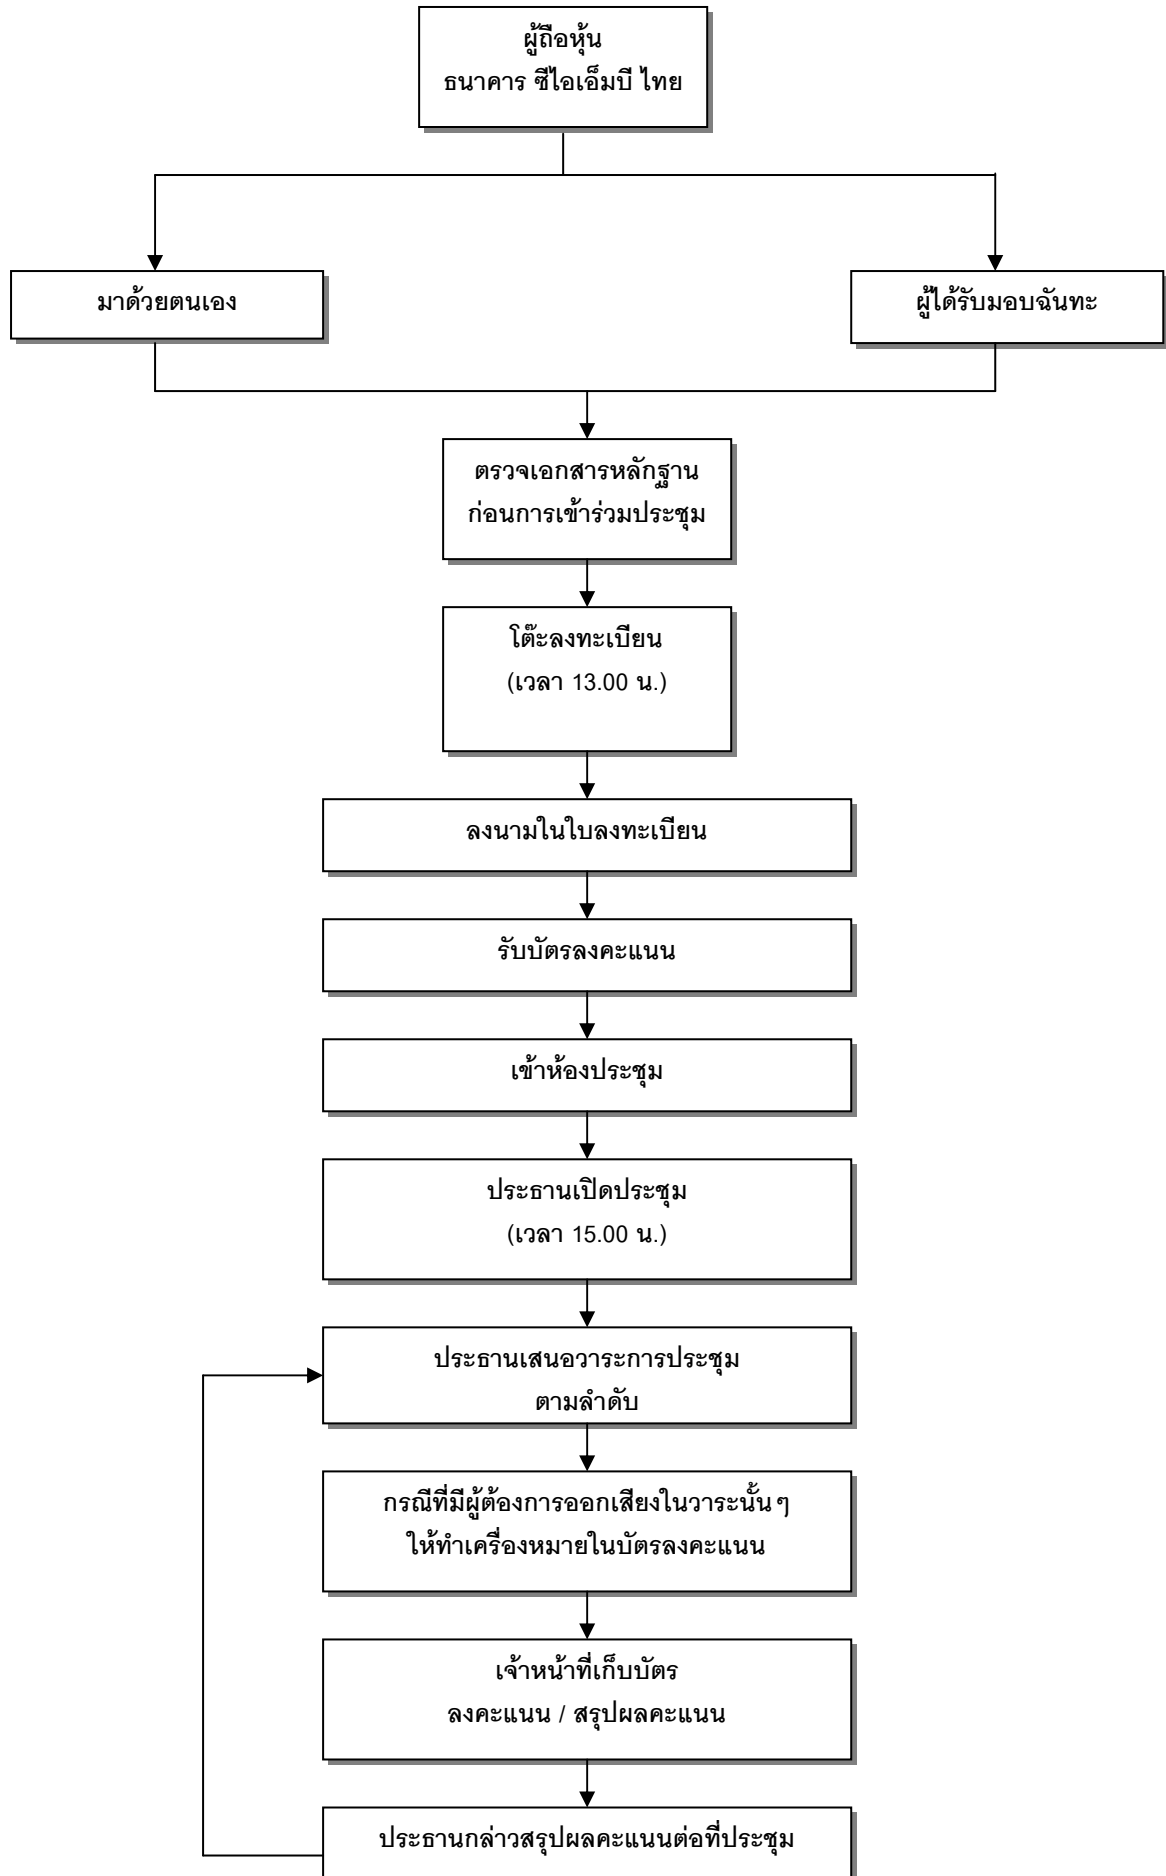 ผู้ถือหุ้น
ธนาคาร ซีไอเอ็มบี ไทย
มาด้วยตนเอง
ผู้ได้รับมอบฉันทะ
ตรวจเอกสารหลักฐาน
ก่อนการเข้าร่วมประชุม
โต๊ะลงทะเบียน
(เวลา 13.00 น.)
ลงนามในใบลงทะเบียน
รับบัตรลงคะแนน
เข้าห้องประชุม
ประธานเปิดประชุม
(เวลา 15.00 น.)
ประธานเสนอวาระการประชุม
ตามลำดับ
กรณีที่มีผู้ต้องการออกเสียงในวาระนั้น ๆ
ให้ทำเครื่องหมายในบัตรลงคะแนน
เจ้าหน้าที่เก็บบัตร
ลงคะแนน / สรุปผลคะแนน
ประธานกล่าวสรุปผลคะแนนต่อที่ประชุม